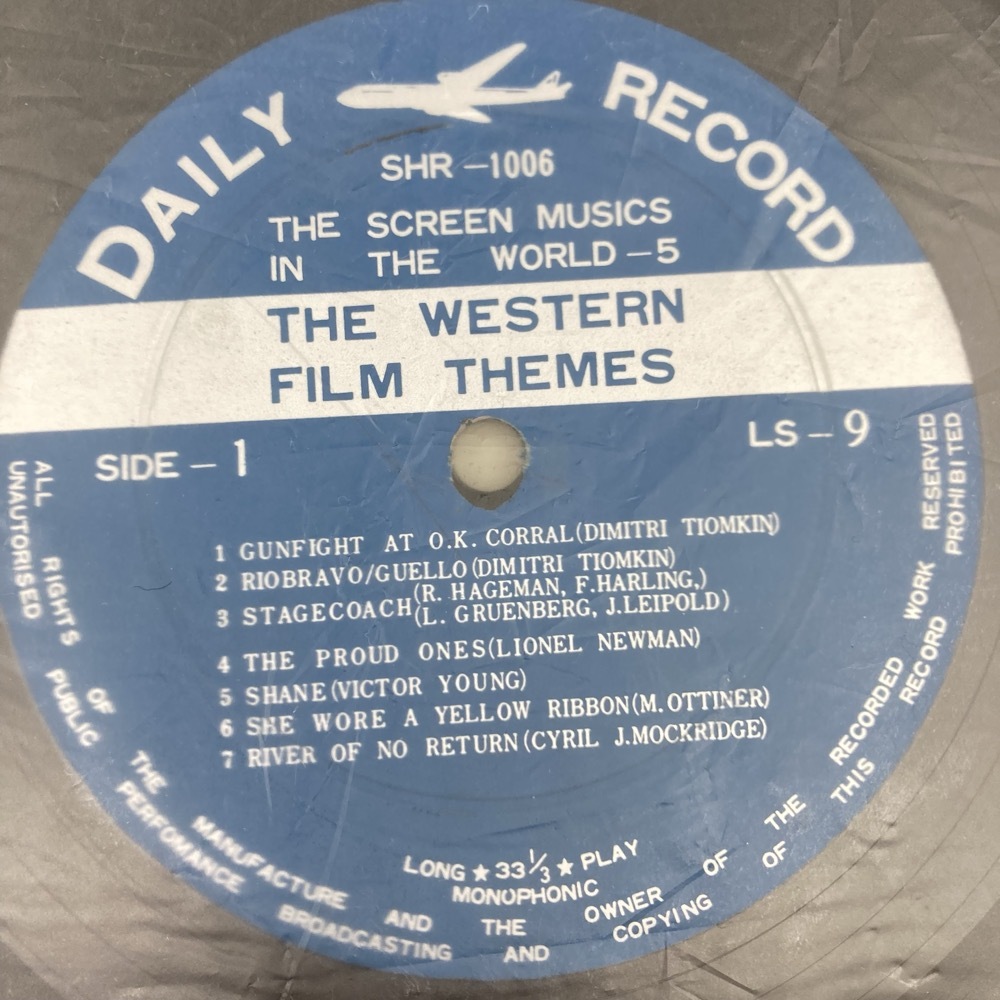 DAILY RECORD
SHR-1006
THE SCREEN MUSICS
IN THE WORLD-5
THE WESTERN
FILM THEMES
SIDE-1
LS-9
1 GUNFIGHT AT O.K. CORRAL(DIMITRI TIOMKIN)
2 RIOBRAVO/GUELLO(DIMITRI TIOMKIN)
3 STAGECOACH(R. HAGEMAN, F.HARLING,)
(L. GRUENBERG, J.LEIPOLD)
4 THE PROUD ONES(LIONEL NEWMAN)
5 SHANE(VICTOR YOUNG)
6 SHE WORE A YELLOW RIBBON(M.OTTINER)
7 RIVER OF NO RETURN(CYRIL J.MOCKRIDGE)
LONG★33⅓★PLAY
MONOPHONIC
ALL RIGHTS OF THE MANUFACTURE AND THE OWNER OF THE RECORDED WORK RESERVED
UNAUTORISED PUBLIC PERFOMANCE BROADCASTING AND COPYING OF THIS RECORD PROHIBITED